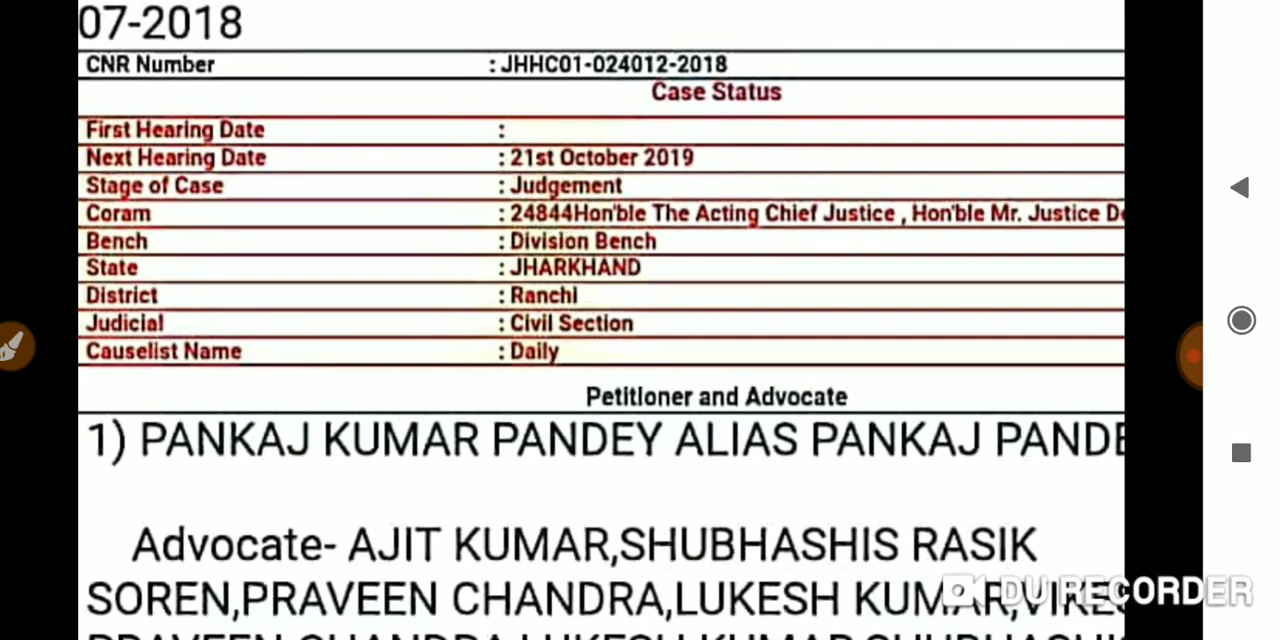 07-2018
CNR Number : JHHC01-024012-2018
Case Status
First Hearing Date :
Next Hearing Date : 21st October 2019
Stage of Case : Judgement
Coram : 24844Hon'ble The Acting Chief Justice , Hon'ble Mr. Justice
Bench : Division Bench
State : JHARKHAND
District : Ranchi
Judicial : Civil Section
Causelist Name : Daily
Petitioner and Advocate
1) PANKAJ KUMAR PANDEY ALIAS PANKAJ
Advocate- AJIT KUMAR,SHUBHASHIS RASIK
SOREN,PRAVEEN CHANDRA,LUKESH KUMAR,
DU RECORDER